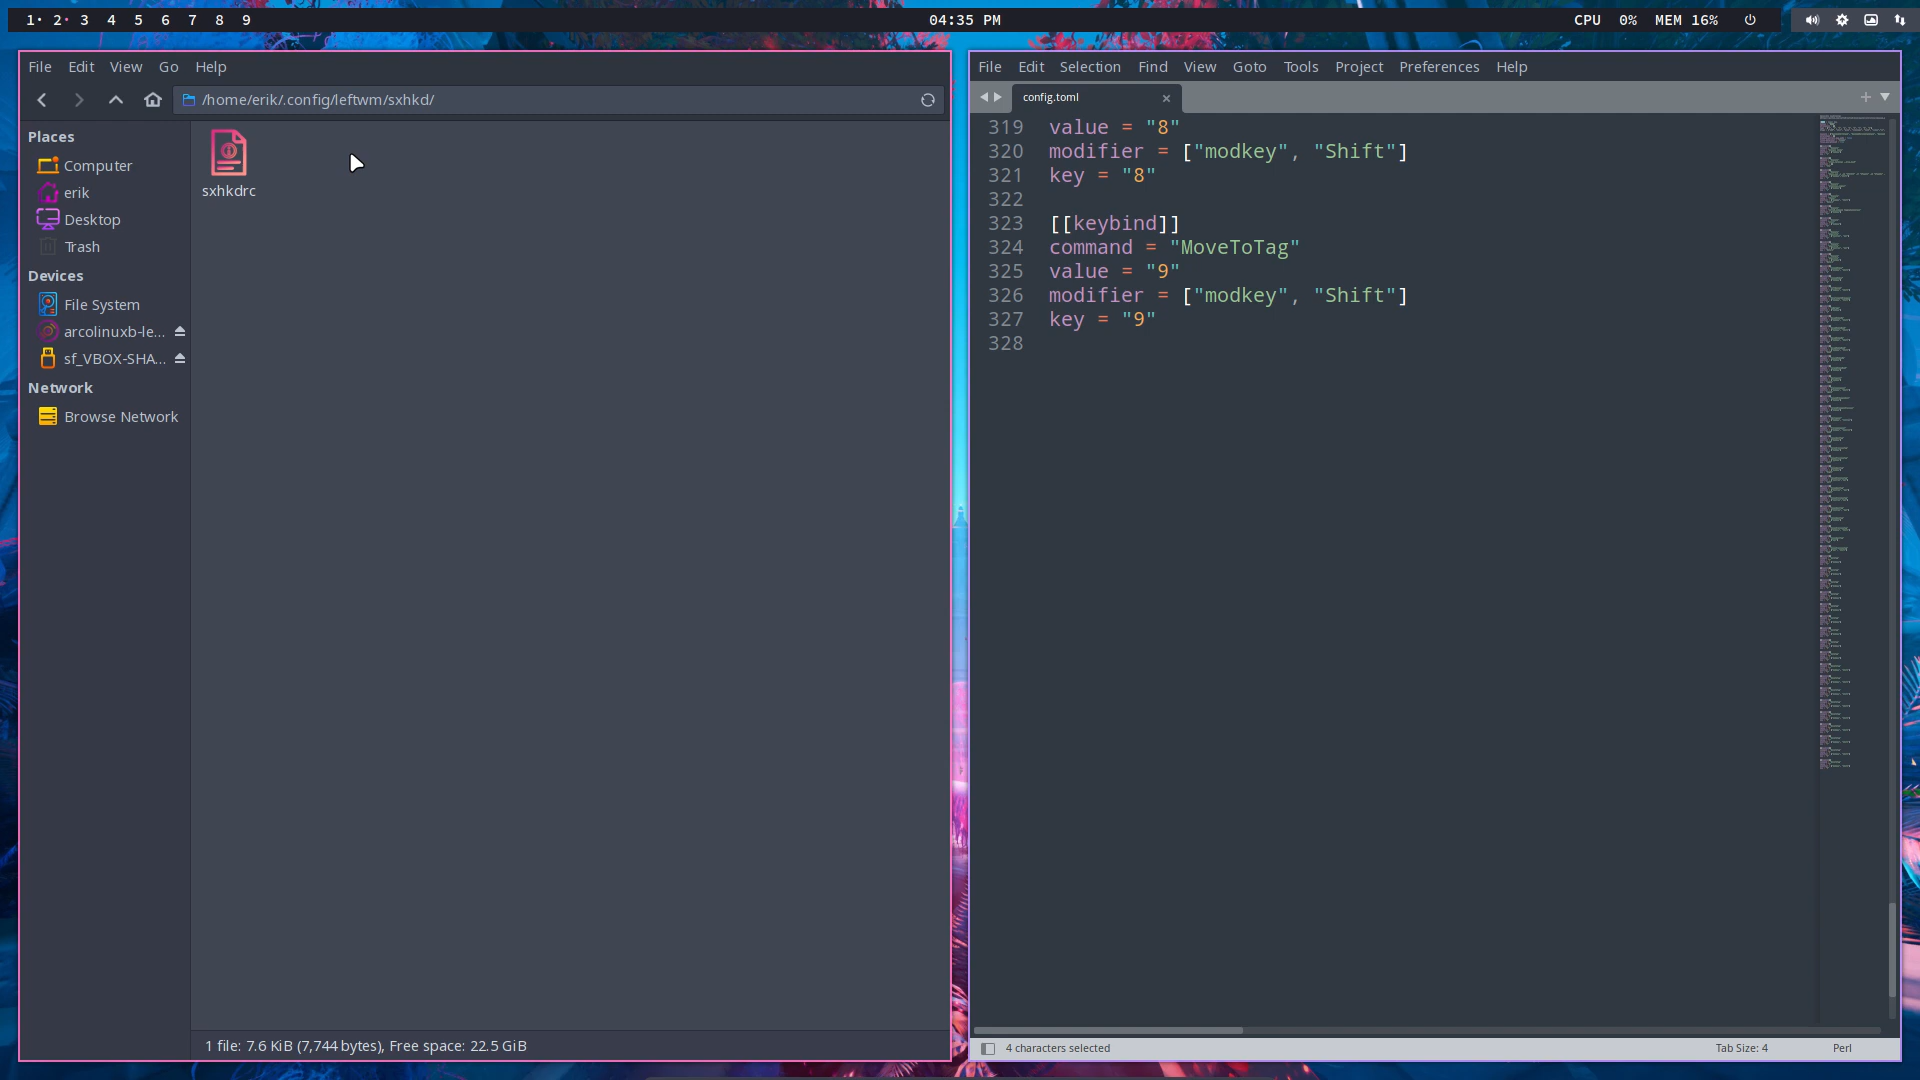 1· 2· 3 4 5 6 7 8 9
04:35 PM
CPU 0% MEM 16%
File Edit View Go Help
/home/erik/.config/leftwm/sxhkd/
Places
Computer
erik
Desktop
Trash
Devices
File System
arcolinuxb-le...
sf_VBOX-SHA...
Network
Browse Network
sxhkdrc
1 file: 7.6 KiB (7,744 bytes), Free space: 22.5 GiB
File Edit Selection Find View Goto Tools Project Preferences Help
config.toml
319 value = "8"
320 modifier = ["modkey", "Shift"]
321 key = "8"
322
323 [[keybind]]
324 command = "MoveToTag"
325 value = "9"
326 modifier = ["modkey", "Shift"]
327 key = "9"
328
4 characters selected
Tab Size: 4
Perl